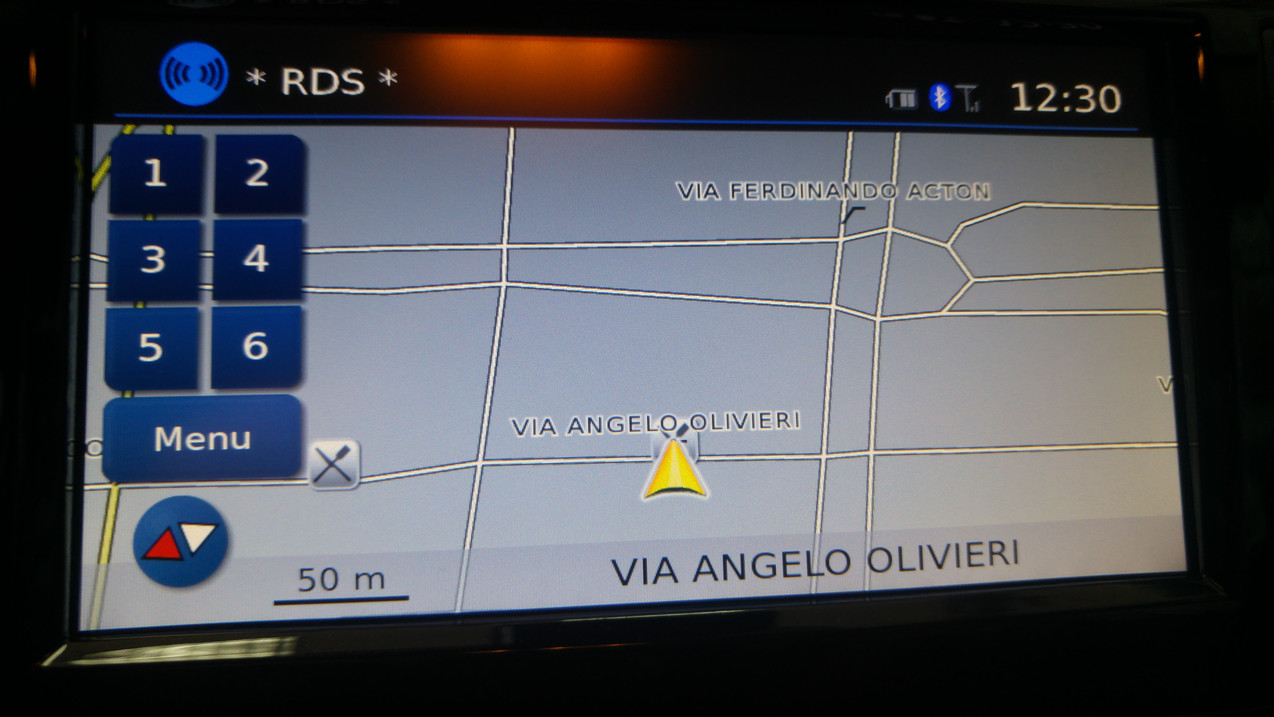 * RDS *
12:30
1 2
VIA FERDINANDO ACTON
3 4
5 6
V
VIA ANGELO OLIVIERI
Menu
50 m
VIA ANGELO OLIVIERI